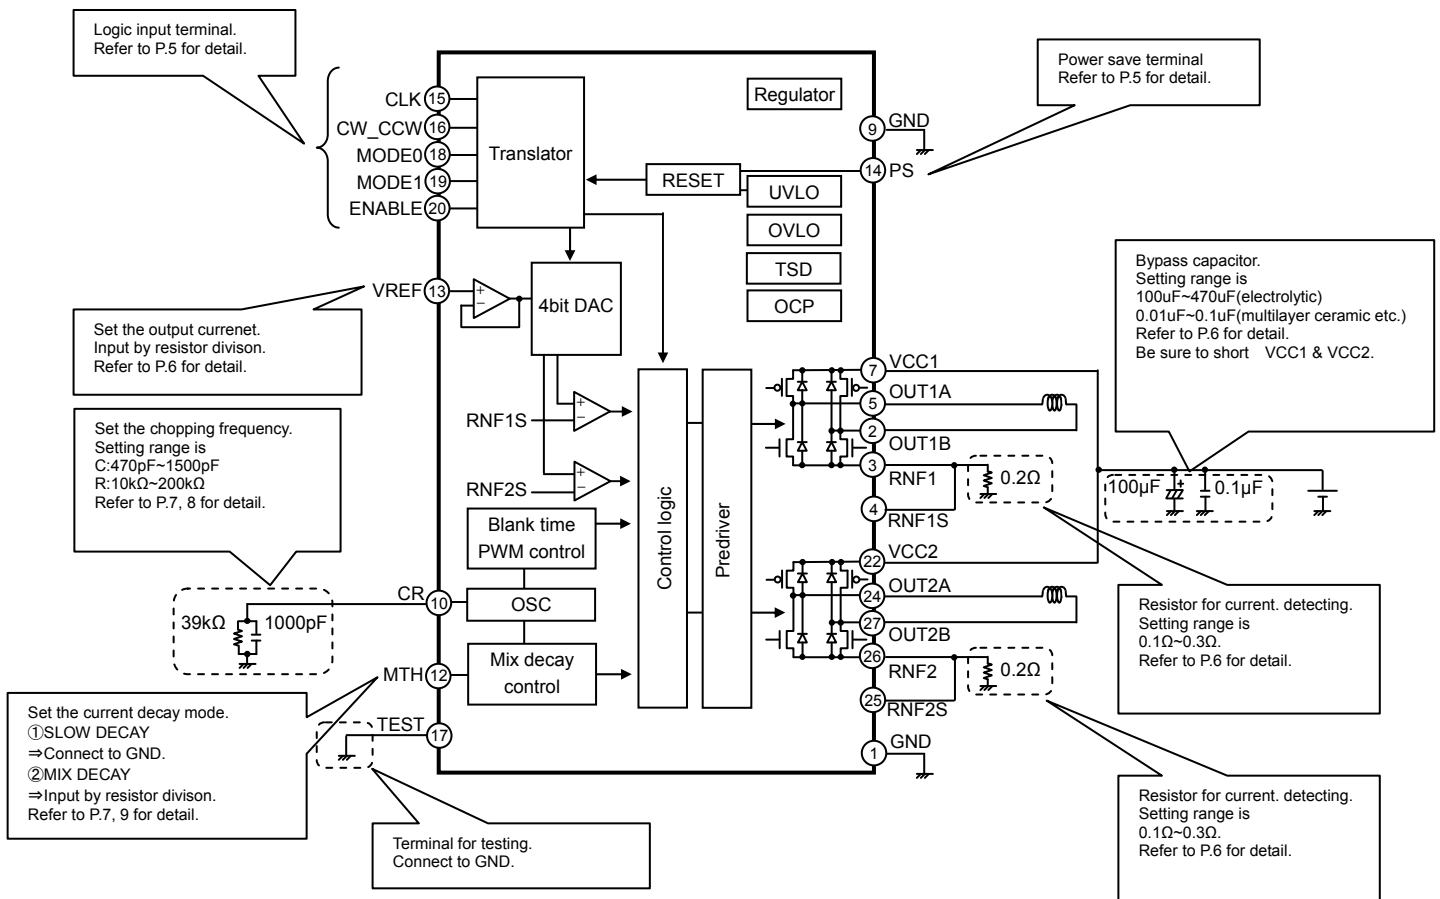 Logic input terminal.
Refer to P.5 for detail.
Power save terminal
Refer to P.5 for detail.
CLK 15
CW_CCW 16
MODE0 18
MODE1 19
ENABLE 20
Translator
Regulator
9 GND
14 PS
RESET
UVLO
OVLO
TSD
OCP
VREF 13
+
−
4bit DAC
Set the output currenet.
Input by resistor divison.
Refer to P.6 for detail.
Bypass capacitor.
Setting range is
100uF~470uF(electrolytic)
0.01uF~0.1uF(multilayer ceramic etc.)
Refer to P.6 for detail.
Be sure to short VCC1 & VCC2.
Set the chopping frequency.
Setting range is
C:470pF~1500pF
R:10kΩ~200kΩ
Refer to P.7, 8 for detail.
RNF1S
+
−
RNF2S
+
−
Blank time
PWM control
OSC
Mix decay
control
Control logic
Predriver
7 VCC1
5 OUT1A
2 OUT1B
3 RNF1
4 RNF1S
0.2Ω
100µF
+
0.1µF
22 VCC2
24 OUT2A
27 OUT2B
26 RNF2
25 RNF2S
0.2Ω
1 GND
CR 10
39kΩ
1000pF
MTH 12
TEST 17
Resistor for current. detecting.
Setting range is
0.1Ω~0.3Ω.
Refer to P.6 for detail.
Set the current decay mode.
①SLOW DECAY
⇒Connect to GND.
②MIX DECAY
⇒Input by resistor divison.
Refer to P.7, 9 for detail.
Terminal for testing.
Connect to GND.
Resistor for current. detecting.
Setting range is
0.1Ω~0.3Ω.
Refer to P.6 for detail.